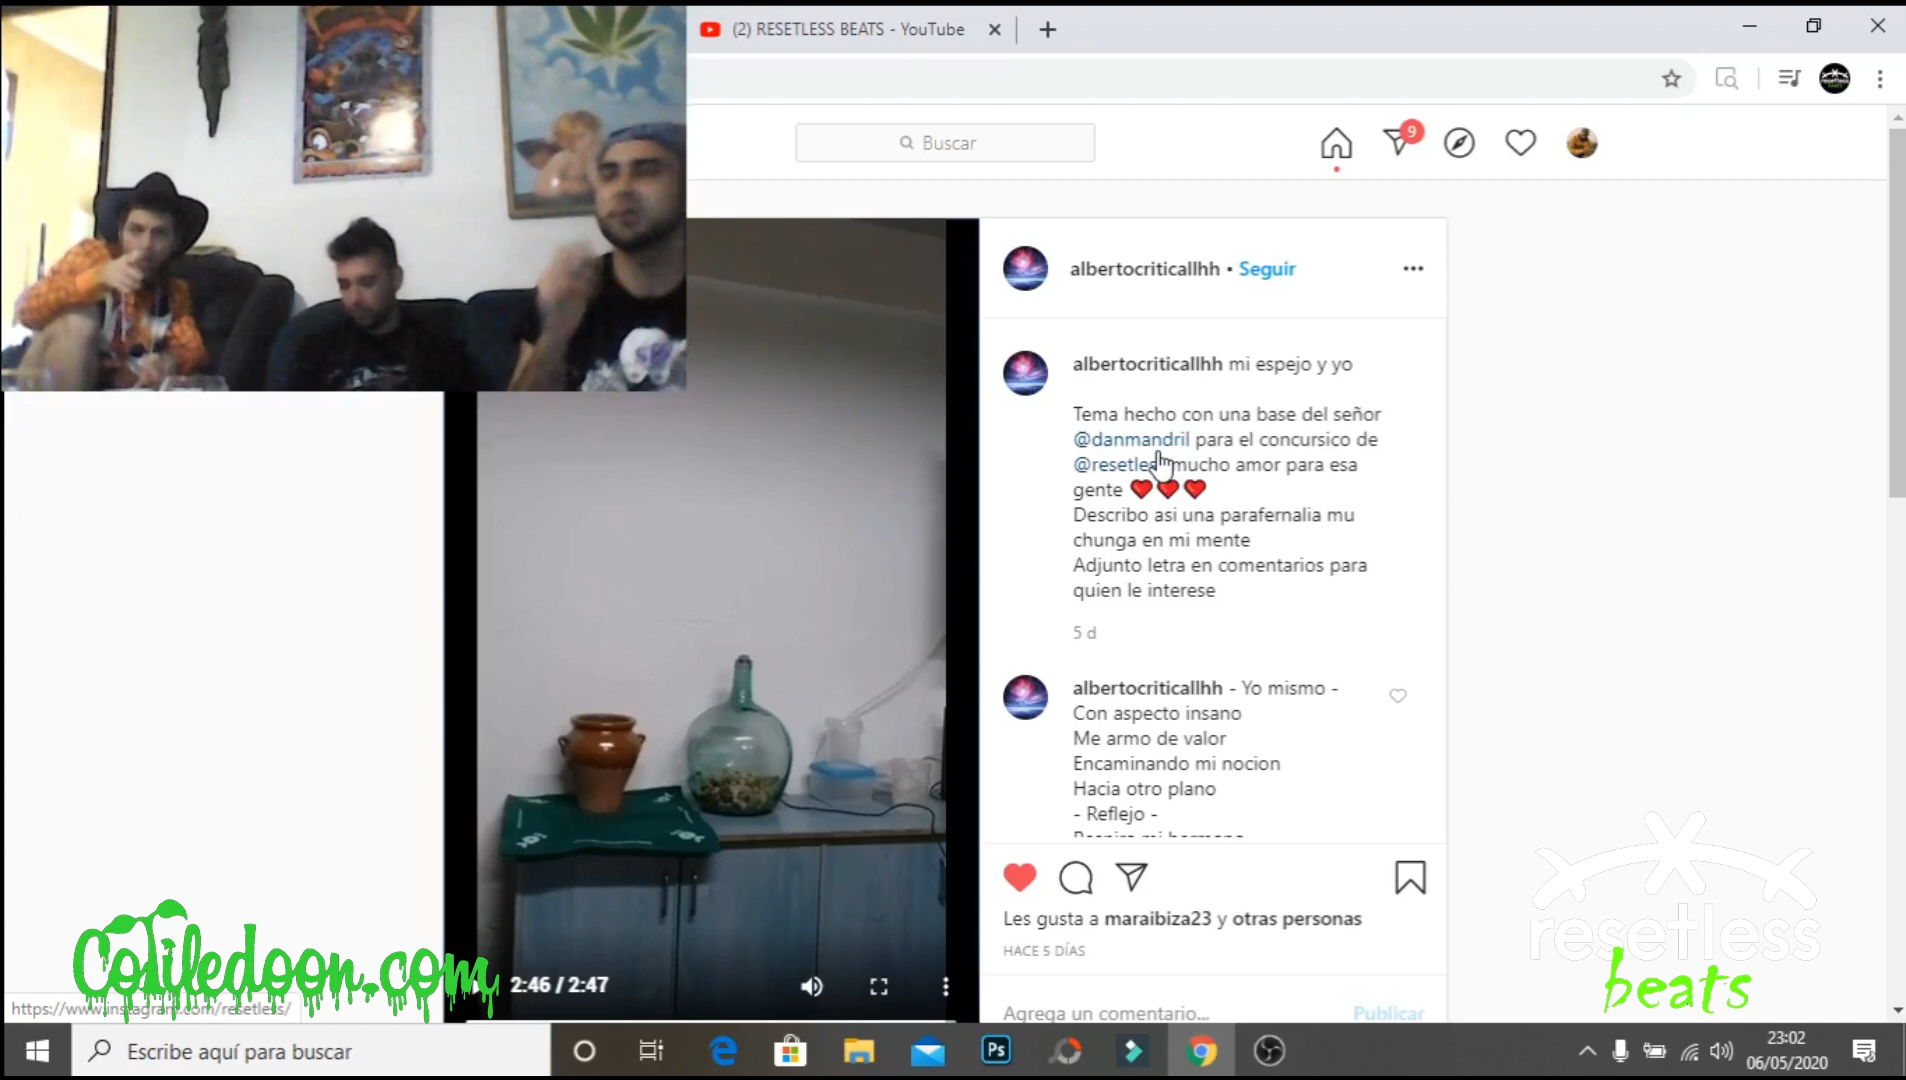 (2) RESETLESS BEATS - YouTube
Buscar
9
albertocriticallhh • Seguir
albertocriticallhh mi espejo y yo
Tema hecho con una base del señor
@danmandril para el concursico de
@resetless mucho amor para esa
gente ❤❤❤
Describo asi una parafernalia mu
chunga en mi mente
Adjunto letra en comentarios para
quien le interese
5 d
albertocriticallhh - Yo mismo -
Con aspecto insano
Me armo de valor
Encaminando mi nocion
Hacia otro plano
- Reflejo -
Les gusta a maraibiza23 y otras personas
HACE 5 DÍAS
Agrega un comentario...
Publicar
2:46 / 2:47
Cotiledoon.com
https://www.instagram.com/resetless/
resetless
beats
Escribe aquí para buscar
Ps
23:02
06/05/2020